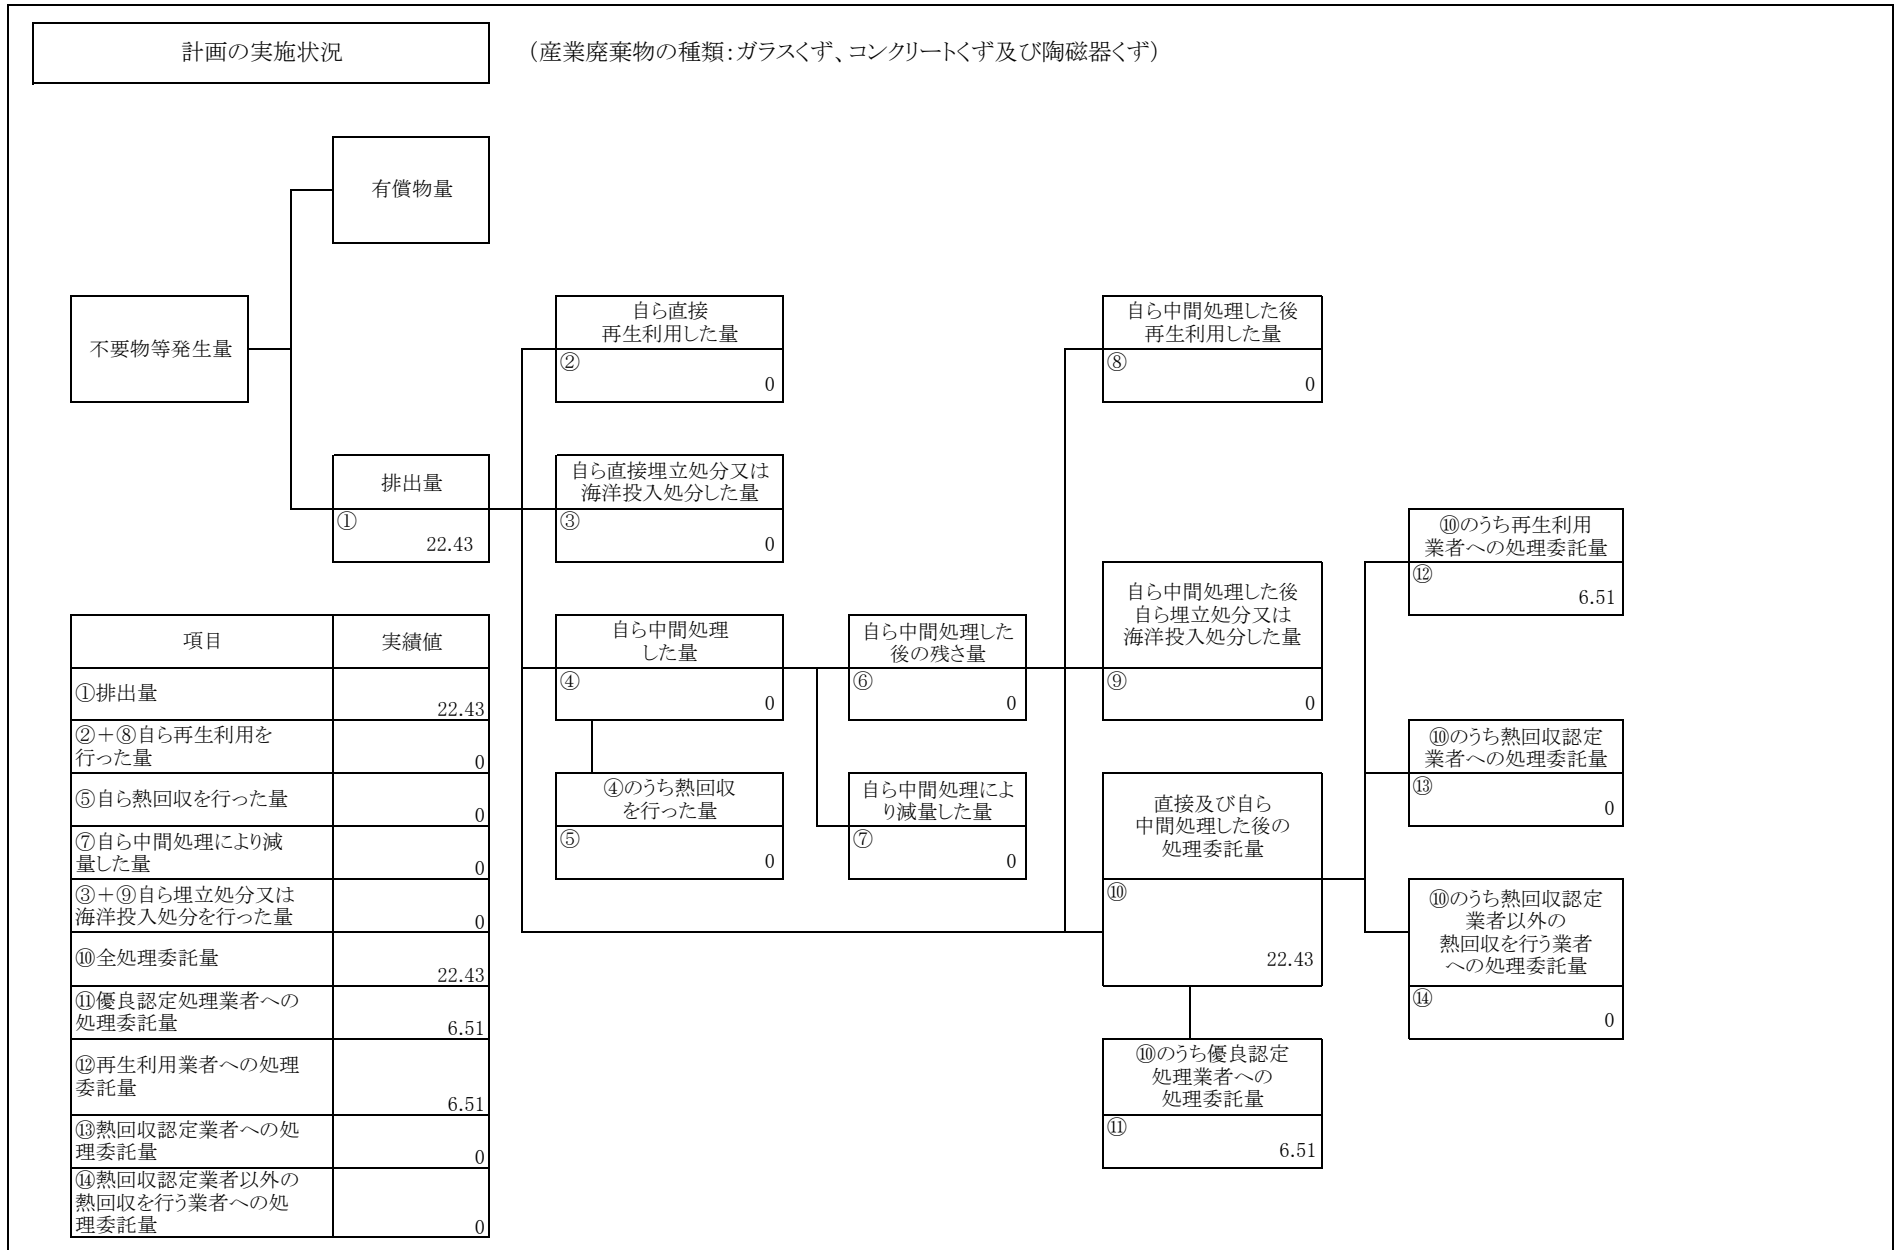 計画の実施状況
（産業廃棄物の種類：ガラスくず、コンクリートくず及び陶磁器くず）
有償物量
不要物等発生量
排出量
①
22.43
自ら直接
再生利用した量
②
0
自ら直接埋立処分又は
海洋投入処分した量
③
0
自ら中間処理
した量
④
0
④のうち熱回収
を行った量
⑤
0
自ら中間処理した
後の残さ量
⑥
0
自ら中間処理によ
り減量した量
⑦
0
自ら中間処理した後
再生利用した量
⑧
0
自ら中間処理した後
自ら埋立処分又は
海洋投入処分した量
⑨
0
直接及び自ら
中間処理した後の
処理委託量
⑩
22.43
⑩のうち優良認定
処理業者への
処理委託量
⑪
6.51
⑩のうち再生利用
業者への処理委託量
⑫
6.51
⑩のうち熱回収認定
業者への処理委託量
⑬
0
⑩のうち熱回収認定
業者以外の
熱回収を行う業者
への処理委託量
⑭
0
項目 実績値
①排出量
22.43
②＋⑧自ら再生利用を
行った量
0
⑤自ら熱回収を行った量
0
⑦自ら中間処理により減
量した量
0
③＋⑨自ら埋立処分又は
海洋投入処分を行った量
0
⑩全処理委託量
22.43
⑪優良認定処理業者への
処理委託量
6.51
⑫再生利用業者への処理
委託量
6.51
⑬熱回収認定業者への処
理委託量
0
⑭熱回収認定業者以外の
熱回収を行う業者への処
理委託量
0